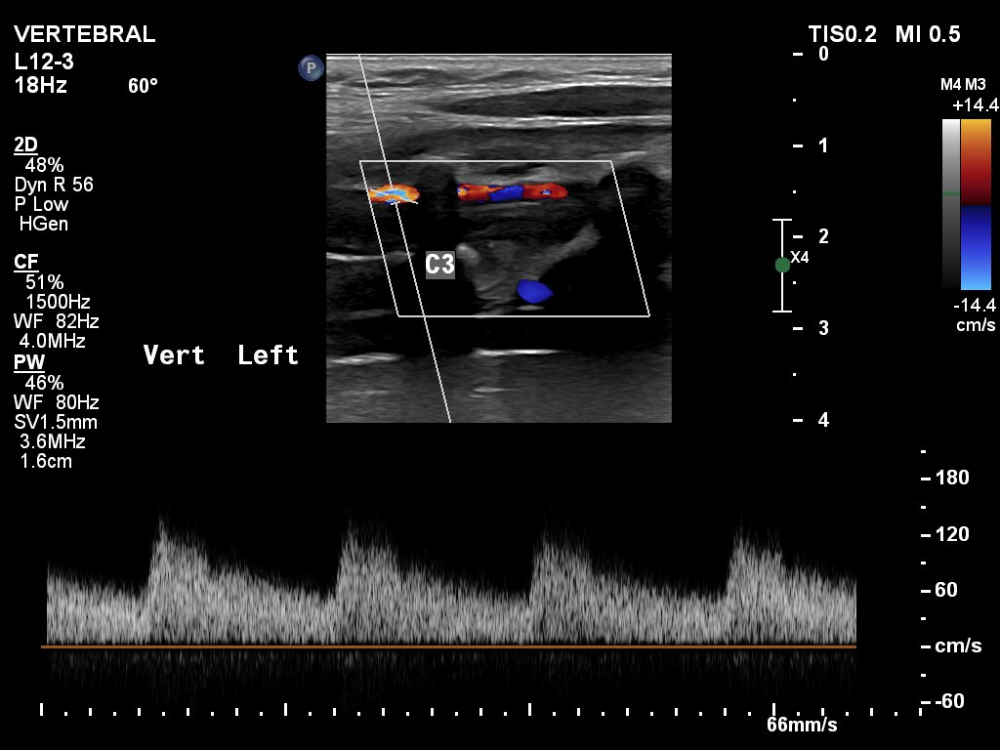 VERTEBRAL
TIS0.2 MI 0.5
L12-3
18Hz 60°
P
0
M4 M3
+14.4
2D
48%
Dyn R 56
P Low
HGen
1
CF
51%
1500Hz
WF 82Hz
4.0MHz
C3
2
X4
-14.4
cm/s
3
Vert Left
PW
46%
WF 80Hz
SV1.5mm
3.6MHz
1.6cm
4
180
120
60
cm/s
-60
66mm/s